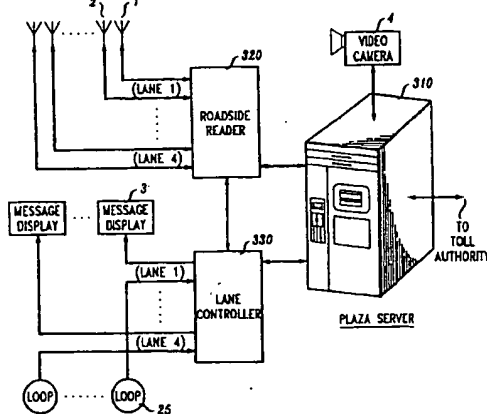 2
1
4
VIDEO
CAMERA
320
310
(LANE 1)
ROADSIDE
READER
(LANE 4)
3
MESSAGE
DISPLAY
MESSAGE
DISPLAY
330
TO
TOLL
AUTHORITY
(LANE 1)
LANE
CONTROLLER
PLAZA SERVER
(LANE 4)
LOOP
LOOP
25